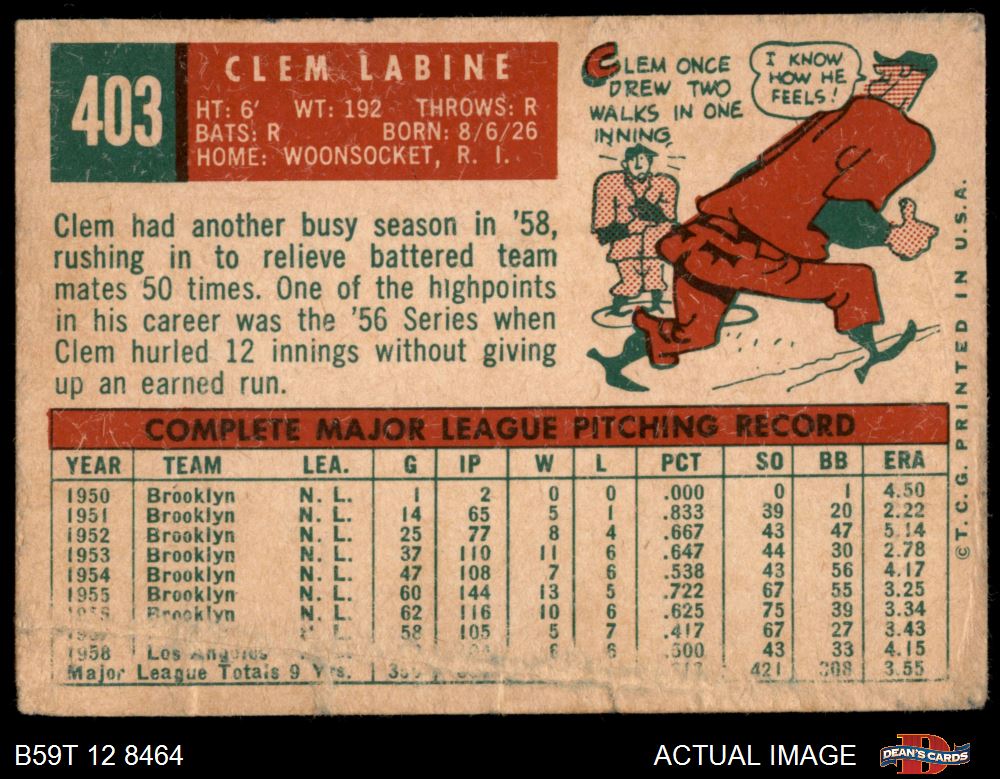 403
CLEM LABINE
HT: 6' WT: 192 THROWS: R
BATS: R BORN: 8/6/26
HOME: WOONSOCKET, R. I.
CLEM ONCE
DREW TWO
WALKS IN ONE
INNING
I KNOW
HOW HE
FEELS!
Clem had another busy season in '58,
rushing in to relieve battered team
mates 50 times. One of the highpoints
in his career was the '56 Series when
Clem hurled 12 innings without giving
up an earned run.
COMPLETE MAJOR LEAGUE PITCHING RECORD
YEAR TEAM LEA. G IP W L PCT SO BB ERA
1950 Brooklyn N. L. 1 2 0 0 .000 0 1 4.50
1951 Brooklyn N. L. 14 65 5 1 .833 39 20 2.22
1952 Brooklyn N. L. 25 77 8 4 .667 43 47 5.14
1953 Brooklyn N. L. 37 110 11 6 .647 44 30 2.78
1954 Brooklyn N. L. 47 108 7 6 .538 43 56 4.17
1955 Brooklyn N. L. 60 144 13 5 .722 67 55 3.25
Brooklyn N. L. 62 116 10 6 .625 75 39 3.34
L. 58 105 5 7 .417 67 27 3.43
1958 Los Angeles 6 6 .500 43 33 4.15
Major League Totals 9 Yrs. 421 308 3.55
© T. C. G. PRINTED IN U.S.A.
B59T 12 8464
ACTUAL IMAGE
DEAN'S CARDS